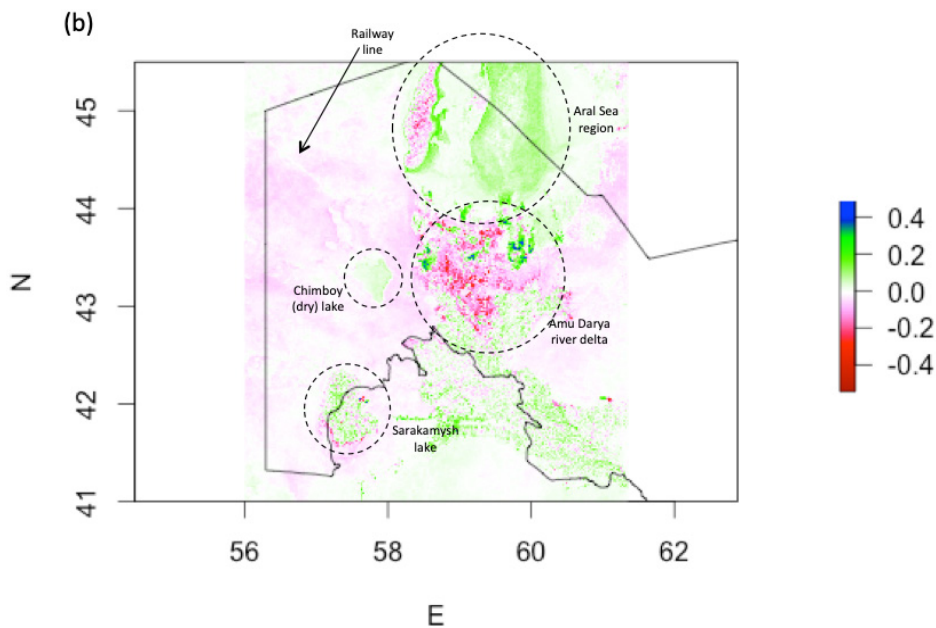 (b)
Railway
line
Aral Sea
region
Chimboy
(dry) lake
Amu Darya
river delta
Sarakamysh
lake
45
44
43
42
41
N
56
58
60
62
E
0.4
0.2
0.0
-0.2
-0.4